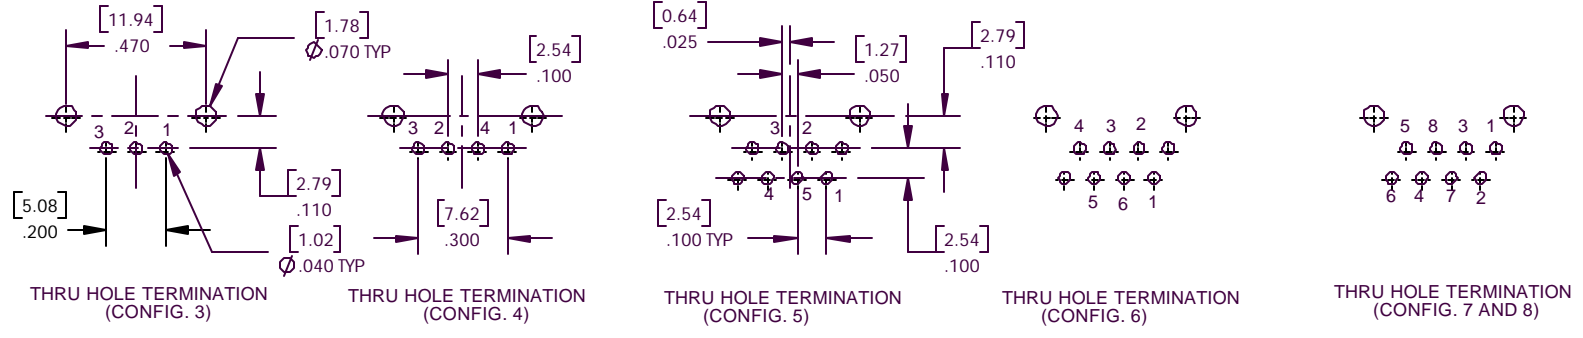 [11.94]
.470
[1.78]
Ø.070 TYP
3 2 1
[5.08]
.200
[2.79]
.110
[1.02]
Ø.040 TYP
THRU HOLE TERMINATION
(CONFIG. 3)
[2.54]
.100
3 2 4 1
[7.62]
.300
THRU HOLE TERMINATION
(CONFIG. 4)
[0.64]
.025
[1.27]
.050
[2.79]
.110
3 2
4 5 1
[2.54]
.100 TYP
[2.54]
.100
THRU HOLE TERMINATION
(CONFIG. 5)
4 3 2 1
5 6 1
THRU HOLE TERMINATION
(CONFIG. 6)
5 8 3 1
6 4 7 2
THRU HOLE TERMINATION
(CONFIG. 7 AND 8)